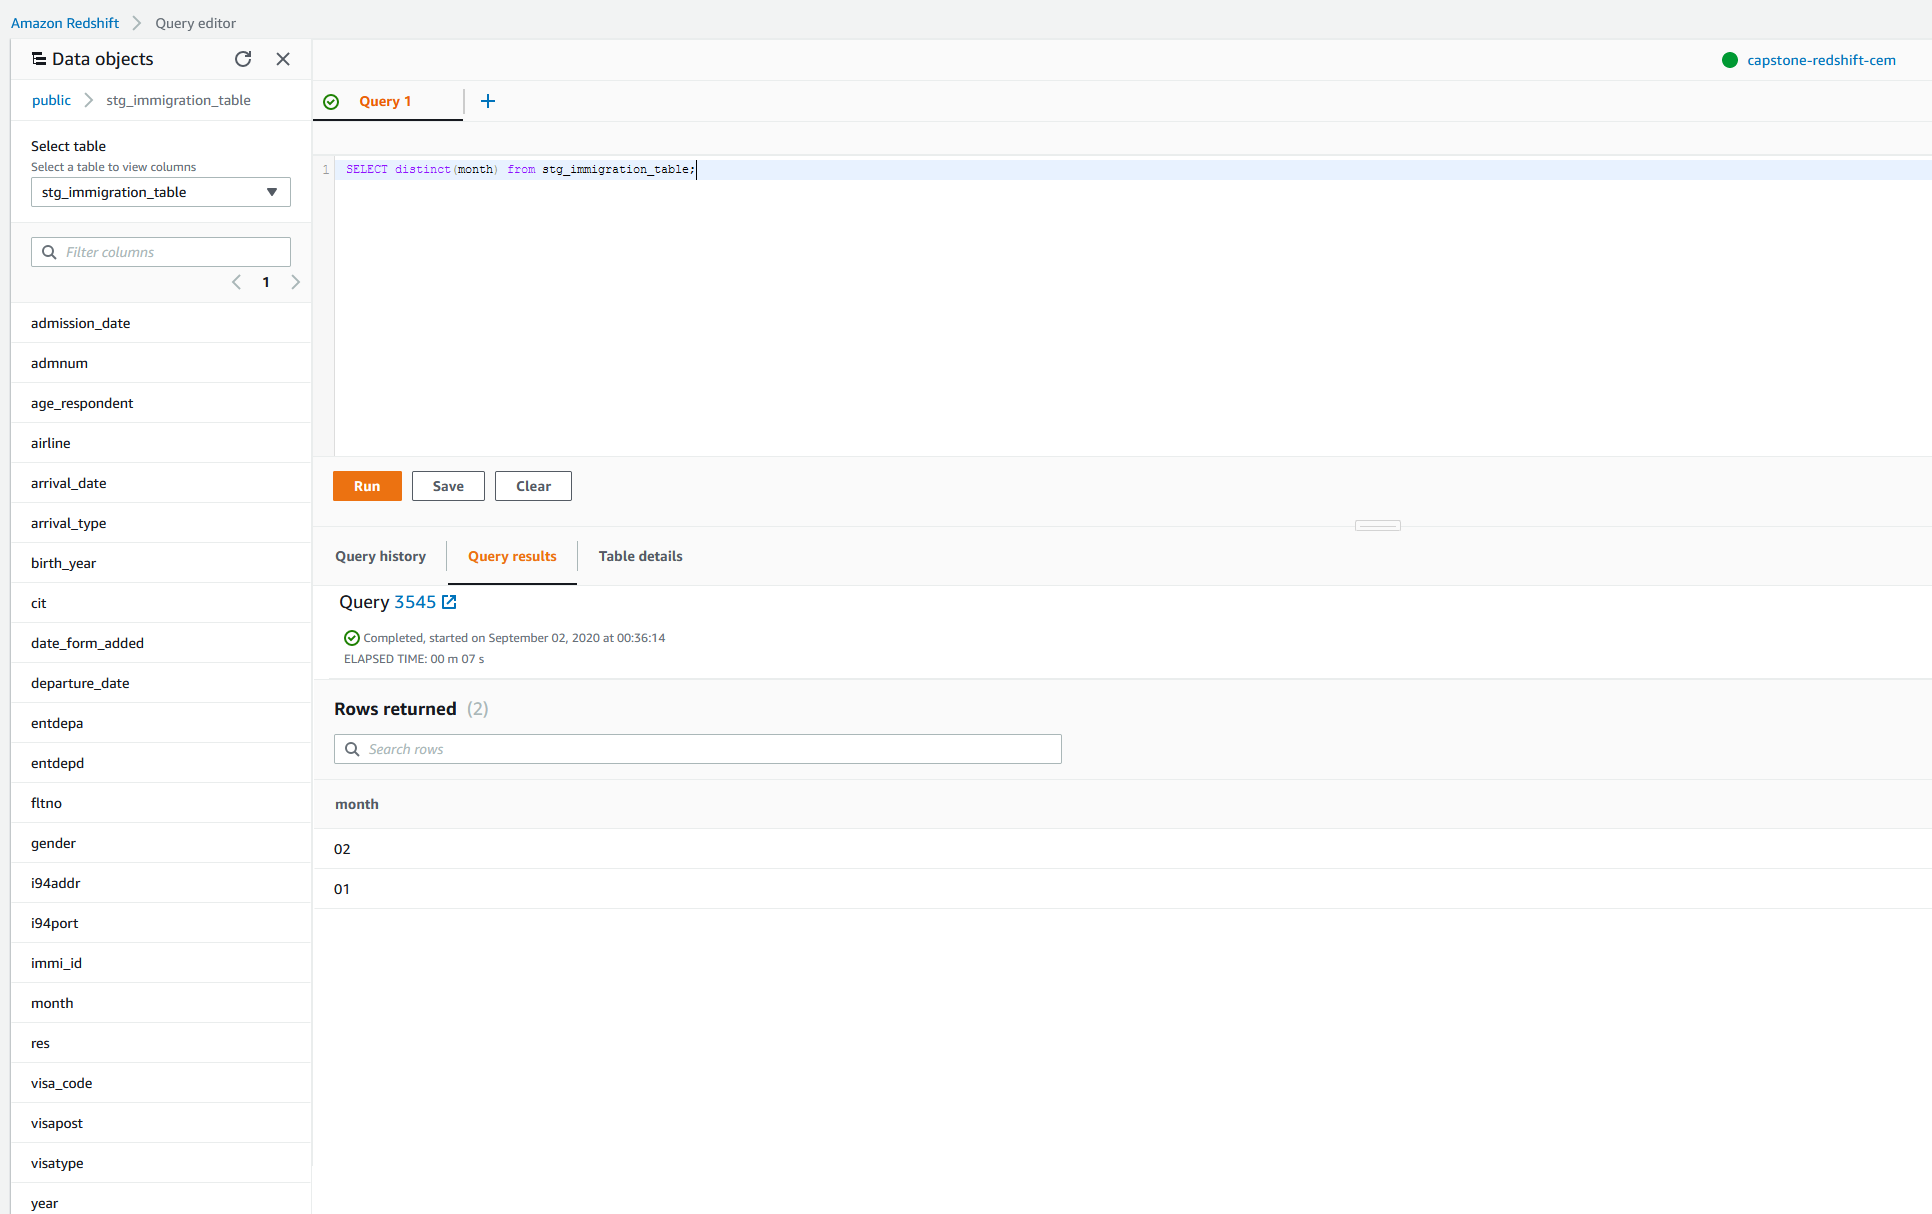 Amazon Redshift > Query editor
Data objects
public > stg_immigration_table
Select table
Select a table to view columns
stg_immigration_table
Filter columns
1
admission_date
admnum
age_respondent
airline
arrival_date
arrival_type
birth_year
cit
date_form_added
departure_date
entdepa
entdepd
fltno
gender
i94addr
i94port
immi_id
month
res
visa_code
visapost
visatype
year
capstone-redshift-cem
Query 1
1 SELECT distinct(month) from stg_immigration_table;
Run Save Clear
Query history Query results Table details
Query 3545
Completed, started on September 02, 2020 at 00:36:14
ELAPSED TIME: 00 m 07 s
Rows returned (2)
Search rows
month
02
01